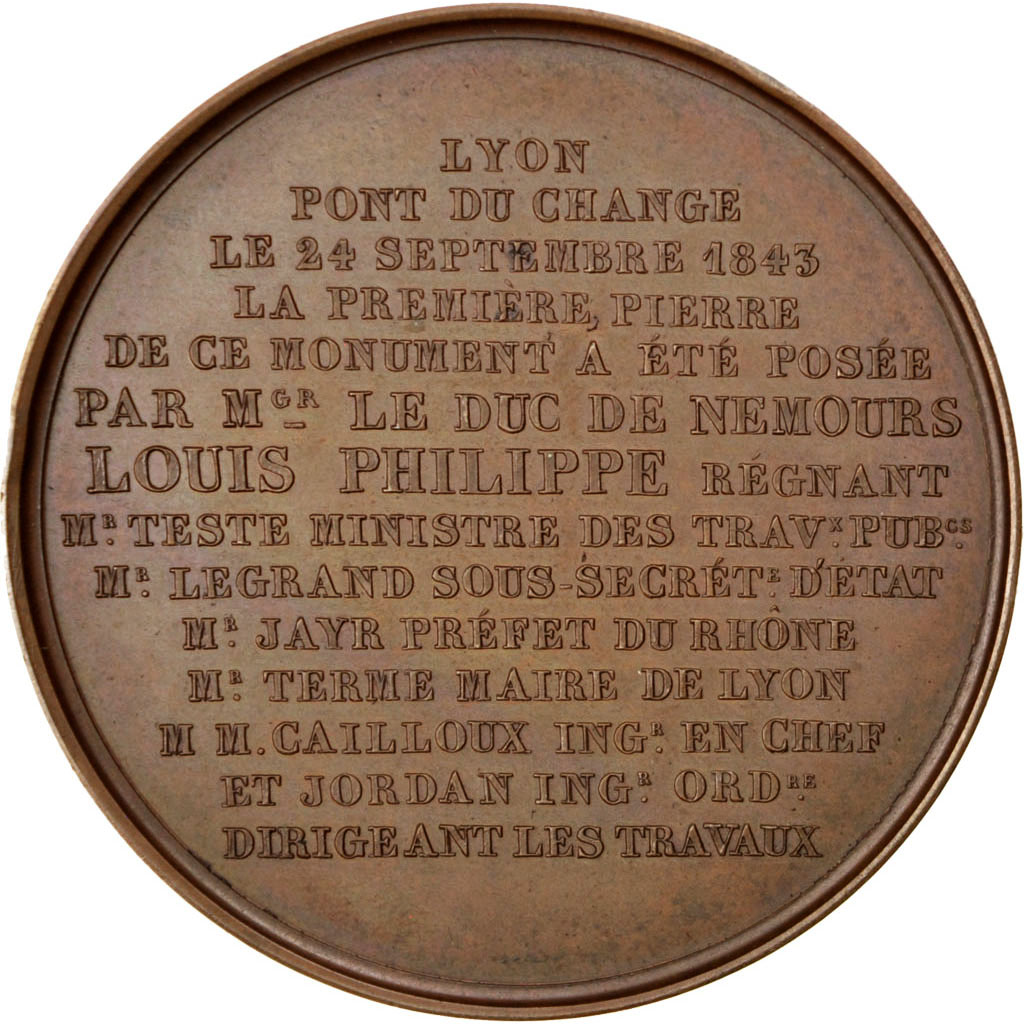 LYON
PONT DU CHANGE
LE 24 SEPTEMBRE 1843
LA PREMIÈRE, PIERRE
DE CE MONUMENT A ÉTÉ POSÉE
PAR MGR LE DUC DE NEMOURS
LOUIS PHILIPPE RÉGNANT
MR. TESTE MINISTRE DES TRAVX. PUBCS.
MR. LEGRAND SOUS-SECRÉTE. D'ÉTAT
MR. JAYR PRÉFET DU RHÔNE
MR. TERME MAIRE DE LYON
M M. CAILLOUX INGR. EN CHEF
ET JORDAN INGR. ORDRE.
DIRIGEANT LES TRAVAUX